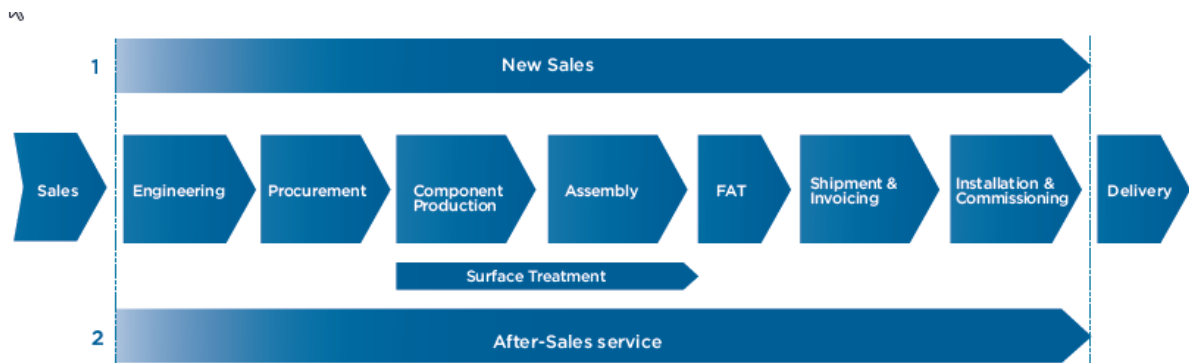 1
New Sales
Sales
Engineering
Procurement
Component
Production
Assembly
FAT
Shipment &
Invoicing
Installation &
Commissioning
Delivery
Surface Treatment
2
After-Sales service